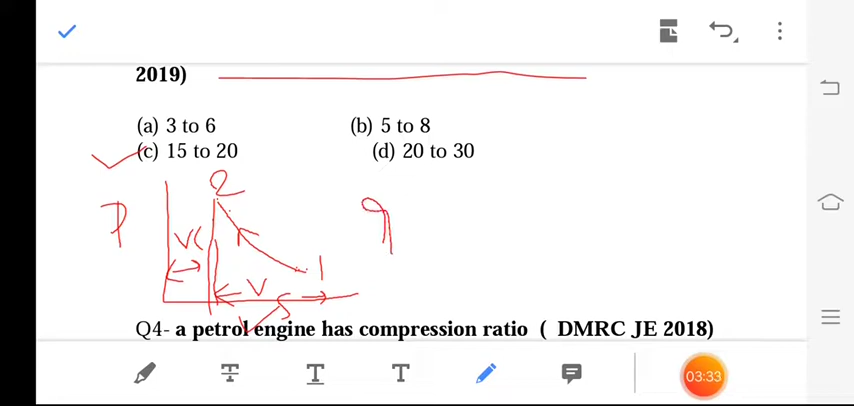 2019)
(a) 3 to 6 (b) 5 to 8
(c) 15 to 20 (d) 20 to 30
2
P
VC
1
V
S
Q4- a petrol engine has compression ratio ( DMRC JE 2018)
T T T
03:33